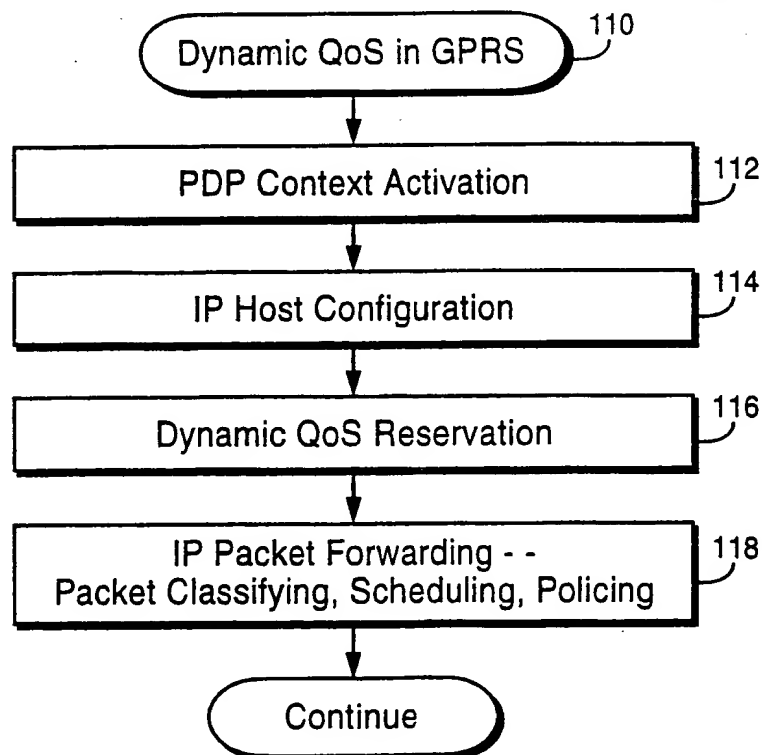 Dynamic QoS in GPRS
110
PDP Context Activation
112
IP Host Configuration
114
Dynamic QoS Reservation
116
IP Packet Forwarding - -
Packet Classifying, Scheduling, Policing
118
Continue